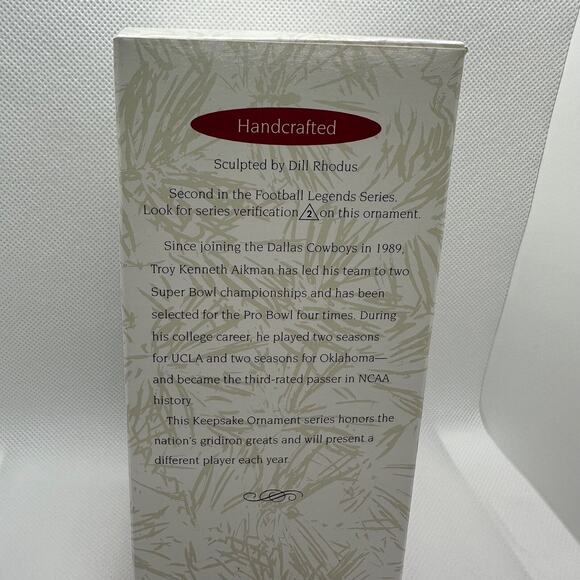 Handcrafted
Sculpted by Dill Rhodus
Second in the Football Legends Series.
Look for series verification 2 on this ornament.
Since joining the Dallas Cowboys in 1989,
Troy Kenneth Aikman has led his team to two
Super Bowl championships and has been
selected for the Pro Bowl four times. During
his college career, he played two seasons
for UCLA and two seasons for Oklahoma—
and became the third-rated passer in NCAA
history.
This Keepsake Ornament series honors the
nation's gridiron greats and will present a
different player each year.